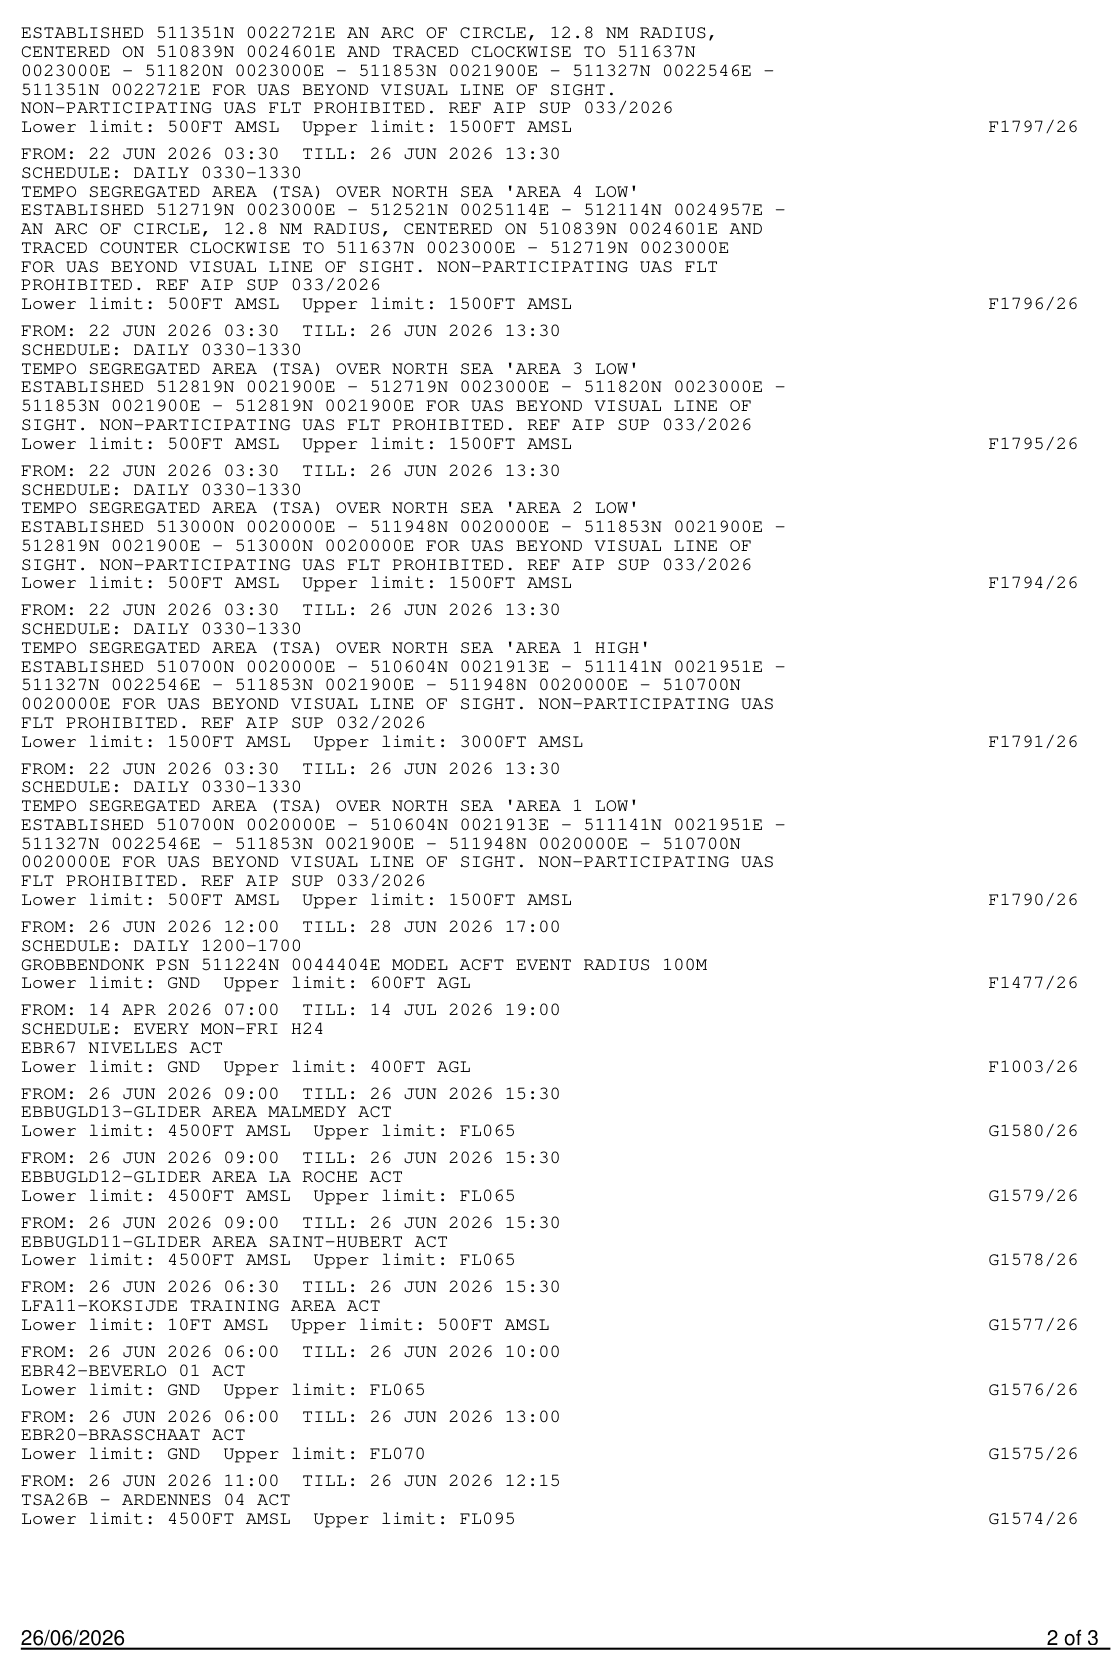 ESTABLISHED 511351N 0022721E AN ARC OF CIRCLE, 12.8 NM RADIUS,
CENTERED ON 510839N 0024601E AND TRACED CLOCKWISE TO 511637N
0023000E - 511820N 0023000E - 511853N 0021900E - 511327N 0022546E -
511351N 0022721E FOR UAS BEYOND VISUAL LINE OF SIGHT.
NON-PARTICIPATING UAS FLT PROHIBITED. REF AIP SUP 033/2026
Lower limit: 500FT AMSL  Upper limit: 1500FT AMSL F1797/26
FROM: 22 JUN 2026 03:30  TILL: 26 JUN 2026 13:30
SCHEDULE: DAILY 0330-1330
TEMPO SEGREGATED AREA (TSA) OVER NORTH SEA 'AREA 4 LOW'
ESTABLISHED 512719N 0023000E - 512521N 0025114E - 512114N 0024957E -
AN ARC OF CIRCLE, 12.8 NM RADIUS, CENTERED ON 510839N 0024601E AND
TRACED COUNTER CLOCKWISE TO 511637N 0023000E - 512719N 0023000E
FOR UAS BEYOND VISUAL LINE OF SIGHT. NON-PARTICIPATING UAS FLT
PROHIBITED. REF AIP SUP 033/2026
Lower limit: 500FT AMSL  Upper limit: 1500FT AMSL F1796/26
FROM: 22 JUN 2026 03:30  TILL: 26 JUN 2026 13:30
SCHEDULE: DAILY 0330-1330
TEMPO SEGREGATED AREA (TSA) OVER NORTH SEA 'AREA 3 LOW'
ESTABLISHED 512819N 0021900E - 512719N 0023000E - 511820N 0023000E -
511853N 0021900E - 512819N 0021900E FOR UAS BEYOND VISUAL LINE OF
SIGHT. NON-PARTICIPATING UAS FLT PROHIBITED. REF AIP SUP 033/2026
Lower limit: 500FT AMSL  Upper limit: 1500FT AMSL F1795/26
FROM: 22 JUN 2026 03:30  TILL: 26 JUN 2026 13:30
SCHEDULE: DAILY 0330-1330
TEMPO SEGREGATED AREA (TSA) OVER NORTH SEA 'AREA 2 LOW'
ESTABLISHED 513000N 0020000E - 511948N 0020000E - 511853N 0021900E -
512819N 0021900E - 513000N 0020000E FOR UAS BEYOND VISUAL LINE OF
SIGHT. NON-PARTICIPATING UAS FLT PROHIBITED. REF AIP SUP 033/2026
Lower limit: 500FT AMSL  Upper limit: 1500FT AMSL F1794/26
FROM: 22 JUN 2026 03:30  TILL: 26 JUN 2026 13:30
SCHEDULE: DAILY 0330-1330
TEMPO SEGREGATED AREA (TSA) OVER NORTH SEA 'AREA 1 HIGH'
ESTABLISHED 510700N 0020000E - 510604N 0021913E - 511141N 0021951E -
511327N 0022546E - 511853N 0021900E - 511948N 0020000E - 510700N
0020000E FOR UAS BEYOND VISUAL LINE OF SIGHT. NON-PARTICIPATING UAS
FLT PROHIBITED. REF AIP SUP 032/2026
Lower limit: 1500FT AMSL  Upper limit: 3000FT AMSL F1791/26
FROM: 22 JUN 2026 03:30  TILL: 26 JUN 2026 13:30
SCHEDULE: DAILY 0330-1330
TEMPO SEGREGATED AREA (TSA) OVER NORTH SEA 'AREA 1 LOW'
ESTABLISHED 510700N 0020000E - 510604N 0021913E - 511141N 0021951E -
511327N 0022546E - 511853N 0021900E - 511948N 0020000E - 510700N
0020000E FOR UAS BEYOND VISUAL LINE OF SIGHT. NON-PARTICIPATING UAS
FLT PROHIBITED. REF AIP SUP 033/2026
Lower limit: 500FT AMSL  Upper limit: 1500FT AMSL F1790/26
FROM: 26 JUN 2026 12:00  TILL: 28 JUN 2026 17:00
SCHEDULE: DAILY 1200-1700
GROBBENDONK PSN 511224N 0044404E MODEL ACFT EVENT RADIUS 100M
Lower limit: GND  Upper limit: 600FT AGL F1477/26
FROM: 14 APR 2026 07:00  TILL: 14 JUL 2026 19:00
SCHEDULE: EVERY MON-FRI H24
EBR67 NIVELLES ACT
Lower limit: GND  Upper limit: 400FT AGL F1003/26
FROM: 26 JUN 2026 09:00  TILL: 26 JUN 2026 15:30
EBBUGLD13-GLIDER AREA MALMEDY ACT
Lower limit: 4500FT AMSL  Upper limit: FL065 G1580/26
FROM: 26 JUN 2026 09:00  TILL: 26 JUN 2026 15:30
EBBUGLD12-GLIDER AREA LA ROCHE ACT
Lower limit: 4500FT AMSL  Upper limit: FL065 G1579/26
FROM: 26 JUN 2026 09:00  TILL: 26 JUN 2026 15:30
EBBUGLD11-GLIDER AREA SAINT-HUBERT ACT
Lower limit: 4500FT AMSL  Upper limit: FL065 G1578/26
FROM: 26 JUN 2026 06:30  TILL: 26 JUN 2026 15:30
LFA11-KOKSIJDE TRAINING AREA ACT
Lower limit: 10FT AMSL  Upper limit: 500FT AMSL G1577/26
FROM: 26 JUN 2026 06:00  TILL: 26 JUN 2026 10:00
EBR42-BEVERLO 01 ACT
Lower limit: GND  Upper limit: FL065 G1576/26
FROM: 26 JUN 2026 06:00  TILL: 26 JUN 2026 13:00
EBR20-BRASSCHAAT ACT
Lower limit: GND  Upper limit: FL070 G1575/26
FROM: 26 JUN 2026 11:00  TILL: 26 JUN 2026 12:15
TSA26B - ARDENNES 04 ACT
Lower limit: 4500FT AMSL  Upper limit: FL095 G1574/26
26/06/2026 2 of 3